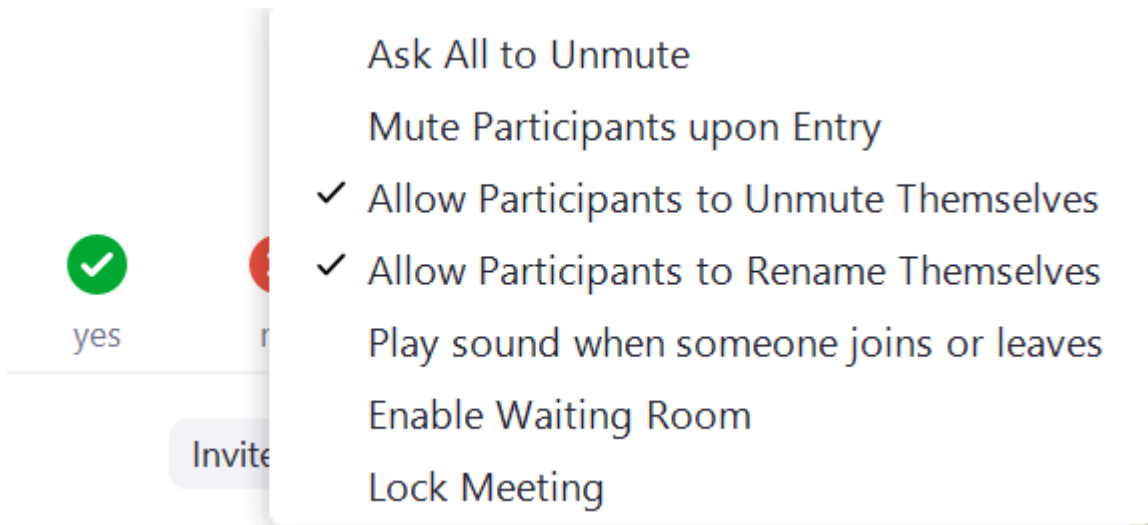 Ask All to Unmute
Mute Participants upon Entry
Allow Participants to Unmute Themselves
Allow Participants to Rename Themselves
Play sound when someone joins or leaves
Enable Waiting Room
Lock Meeting
yes
Invite